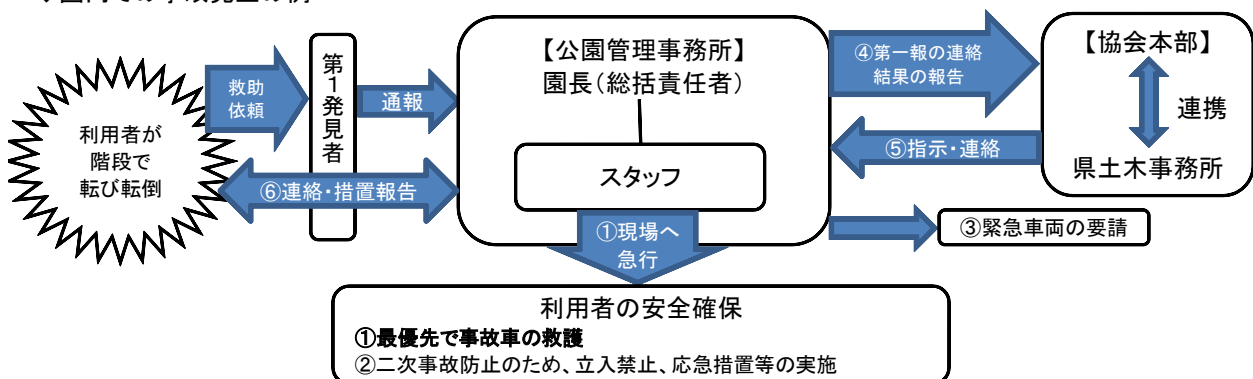 利用者が
階段で
転び転倒
救助
依頼
第1発見者
通報
⑥連絡・措置報告
【公園管理事務所】
園長(総括責任者)
スタッフ
①現場へ
急行
④第一報の連絡
結果の報告
⑤指示・連絡
【協会本部】
連携
県土木事務所
③緊急車両の要請
利用者の安全確保
①最優先で事故車の救護
②二次事故防止のため、立入禁止、応急措置等の実施